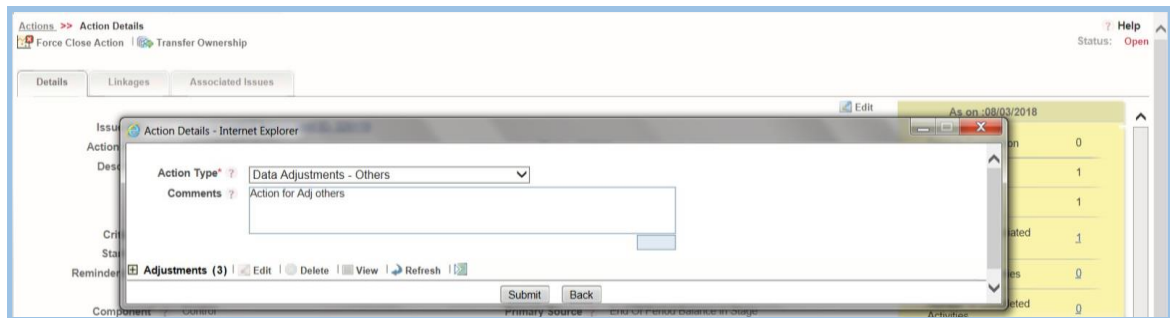 Actions >> Action Details
? Help
Force Close Action | Transfer Ownership
Status: Open
Details Linkages Associated Issues
Edit
As on :08/03/2018
Action Details - Internet Explorer
0
1
1
1
0
0
Action Type* ? Data Adjustments - Others
Comments ? Action for Adj others
Adjustments (3) | Edit | Delete | View | Refresh |
Submit Back
Component ? Control
Primary Source ? End Of Period Balance in Stage
Activities